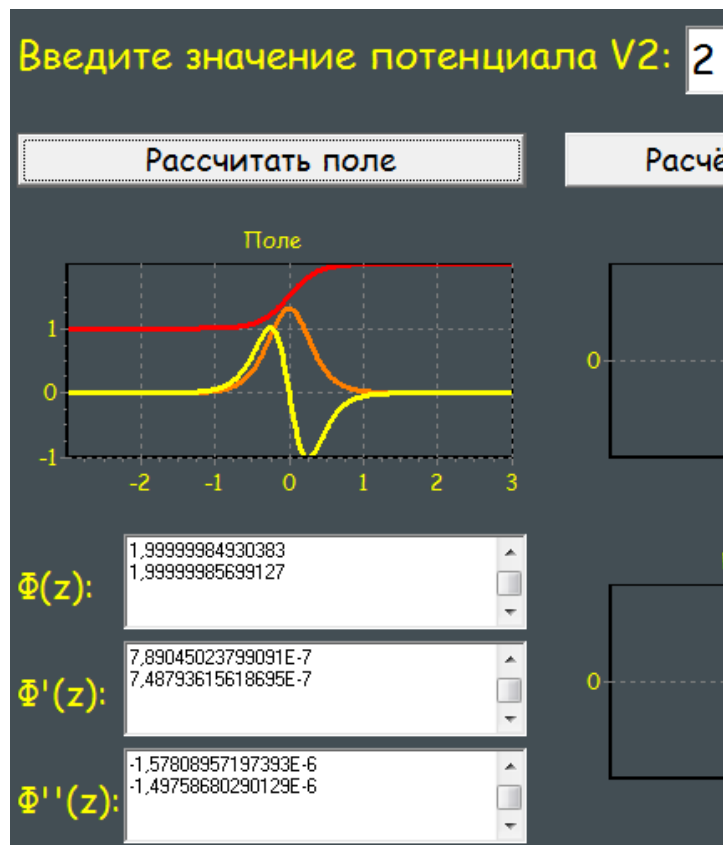 Введите значение потенциала V2: 2
Рассчитать поле
Поле
1
0
-1
-2 -1 0 1 2 3
0
Ф(z):
1,99999984930383
1,99999985699127
Ф'(z):
7,89045023799091E-7
7,48793615618695E-7
0
Ф''(z):
-1,57808957197393E-6
-1,49758680290129E-6